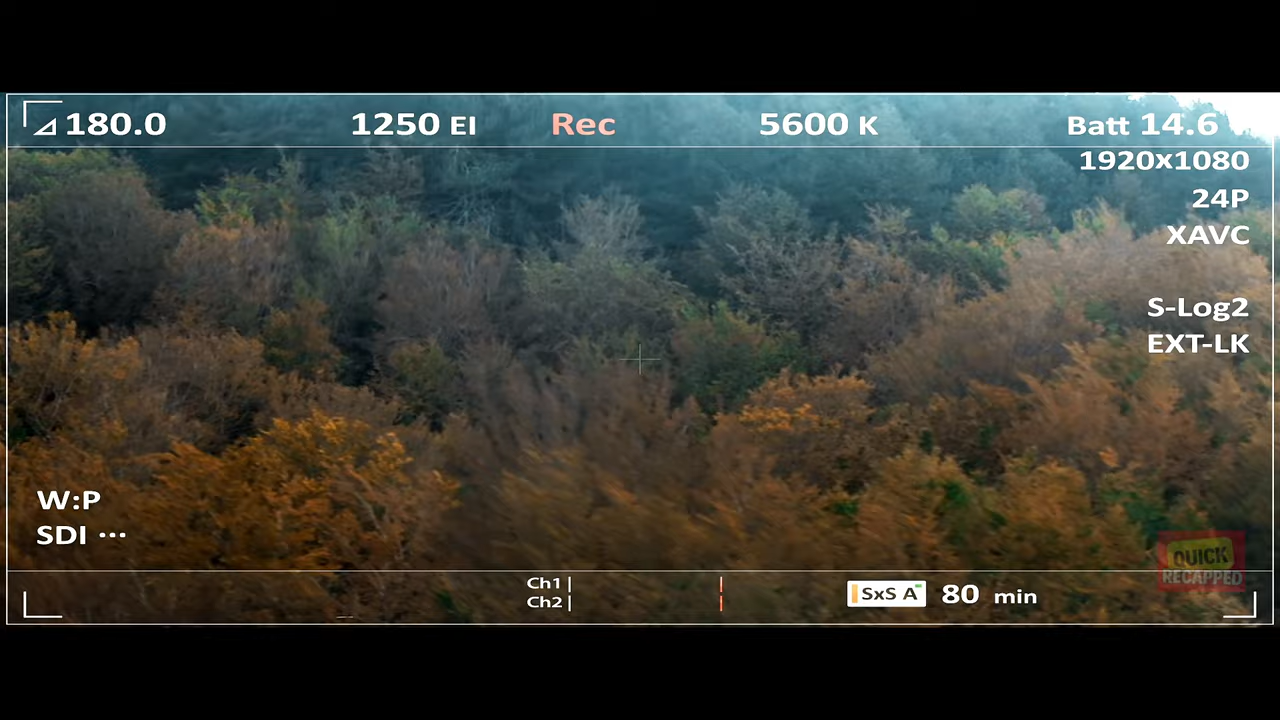 180.0 1250 EI Rec 5600 K Batt 14.6
1920x1080
24P
XAVC
S-Log2
EXT-LK
W:P
SDI ...
QUICK
RECAPPED
Ch1
Ch2
SxS A 80 min